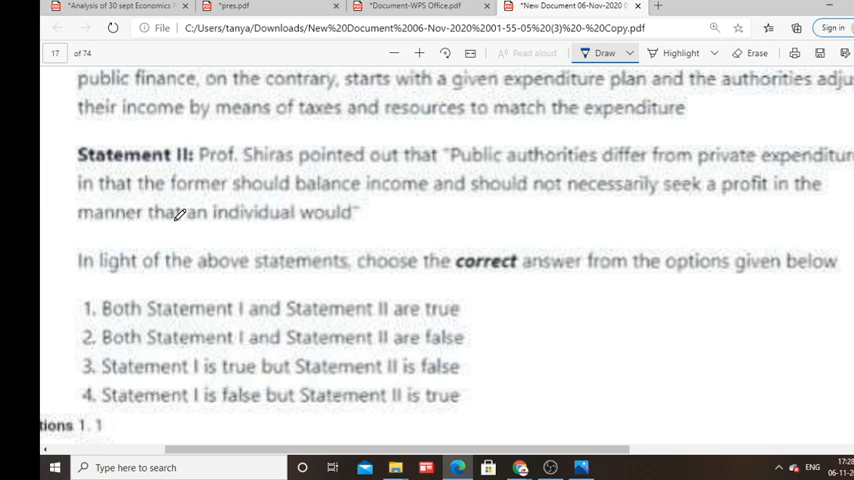 *Analysis of 30 sept Economics
*pres.pdf
*Document-WPS Office.pdf
*New Document 06-Nov-2020 0
File C:/Users/tanya/Downloads/New%20Document%2006-Nov-2020%2001-55-05%20(3)%20-%20Copy.pdf Sign in
17 of 74 Read aloud Draw Highlight Erase
public finance, on the contrary, starts with a given expenditure plan and the authorities adju
their income by means of taxes and resources to match the expenditure
Statement II: Prof. Shiras pointed out that "Public authorities differ from private expenditure
in that the former should balance income and should not necessarily seek a profit in the
manner that an individual would"
In light of the above statements, choose the correct answer from the options given below
1. Both Statement I and Statement II are true
2. Both Statement I and Statement II are false
3. Statement I is true but Statement II is false
4. Statement I is false but Statement II is true
tions 1. 1
Type here to search
ENG
17:28
06-11-2